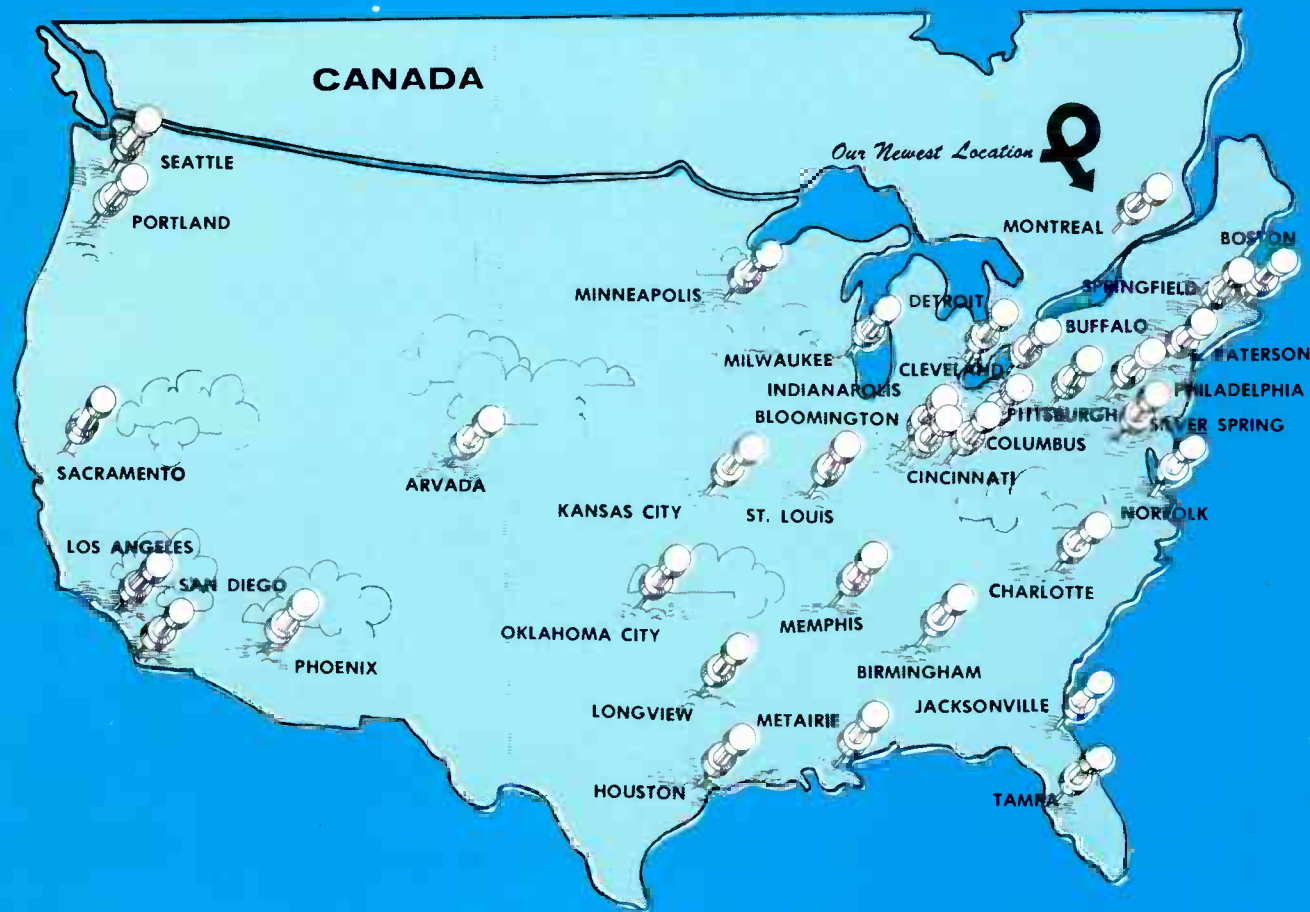 CANADA
SEATTLE
PORTLAND
Our Newest Location
MONTREAL
BOSTON
MINNEAPOLIS
SPRINGFIELD
DETROIT
BUFFALO
MILWAUKEE
CLEVELAND
E. PATERSON
INDIANAPOLIS
PHILADELPHIA
BLOOMINGTON
PITTSBURGH
SILVER SPRING
COLUMBUS
SACRAMENTO
ARVADA
CINCINNATI
KANSAS CITY
ST. LOUIS
NORFOLK
LOS ANGELES
SAN DIEGO
CHARLOTTE
OKLAHOMA CITY
MEMPHIS
PHOENIX
BIRMINGHAM
LONGVIEW
METAIRIE
JACKSONVILLE
HOUSTON
TAMPA